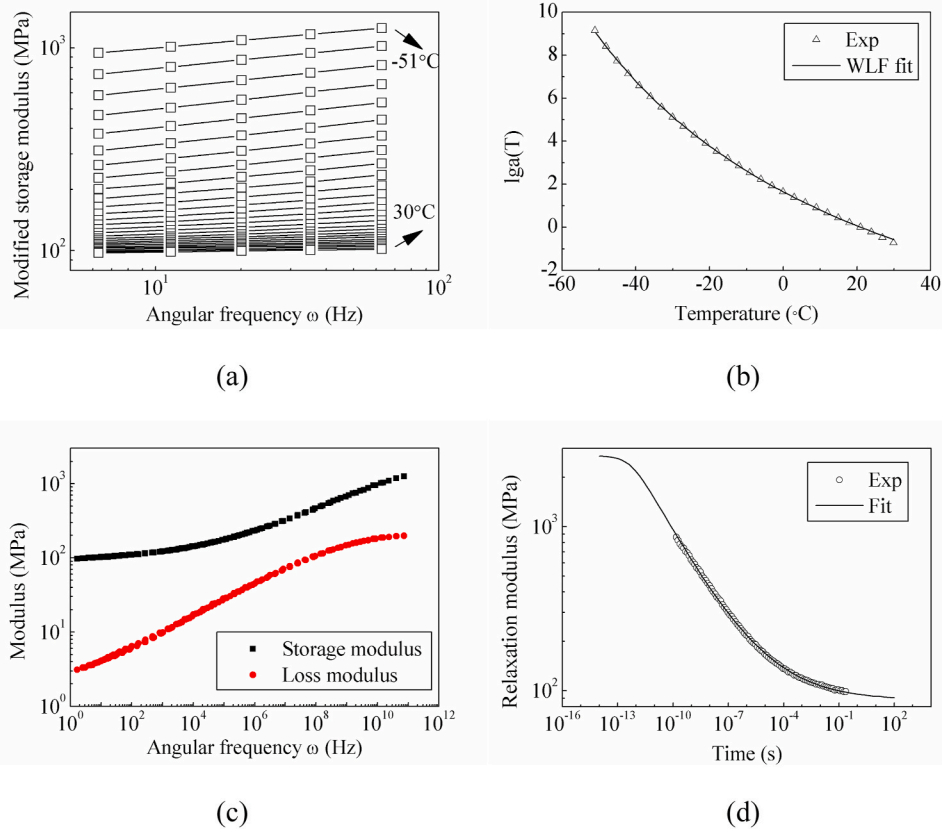 Modified storage modulus (MPa)
10³
10²
-51°C
30°C
10¹
10²
Angular frequency ω (Hz)
(a)
lga(T)
10
8
6
4
2
0
-2
Exp
WLF fit
-60
-40
-20
0
20
40
Temperature (°C)
(b)
Modulus (MPa)
10³
10²
10¹
10⁰
Storage modulus
Loss modulus
10⁰
10²
10⁴
10⁶
10⁸
10¹⁰
10¹²
Angular frequency ω (Hz)
(c)
Relaxation modulus (MPa)
10³
10²
Exp
Fit
10⁻¹⁶
10⁻¹³
10⁻¹⁰
10⁻⁷
10⁻⁴
10⁻¹
10²
Time (s)
(d)